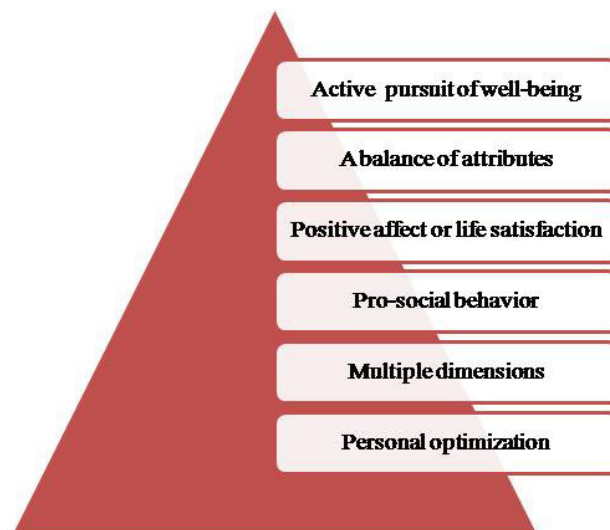 Active pursuit of well-being
A balance of attributes
Positive affect or life satisfaction
Pro-social behavior
Multiple dimensions
Personal optimization